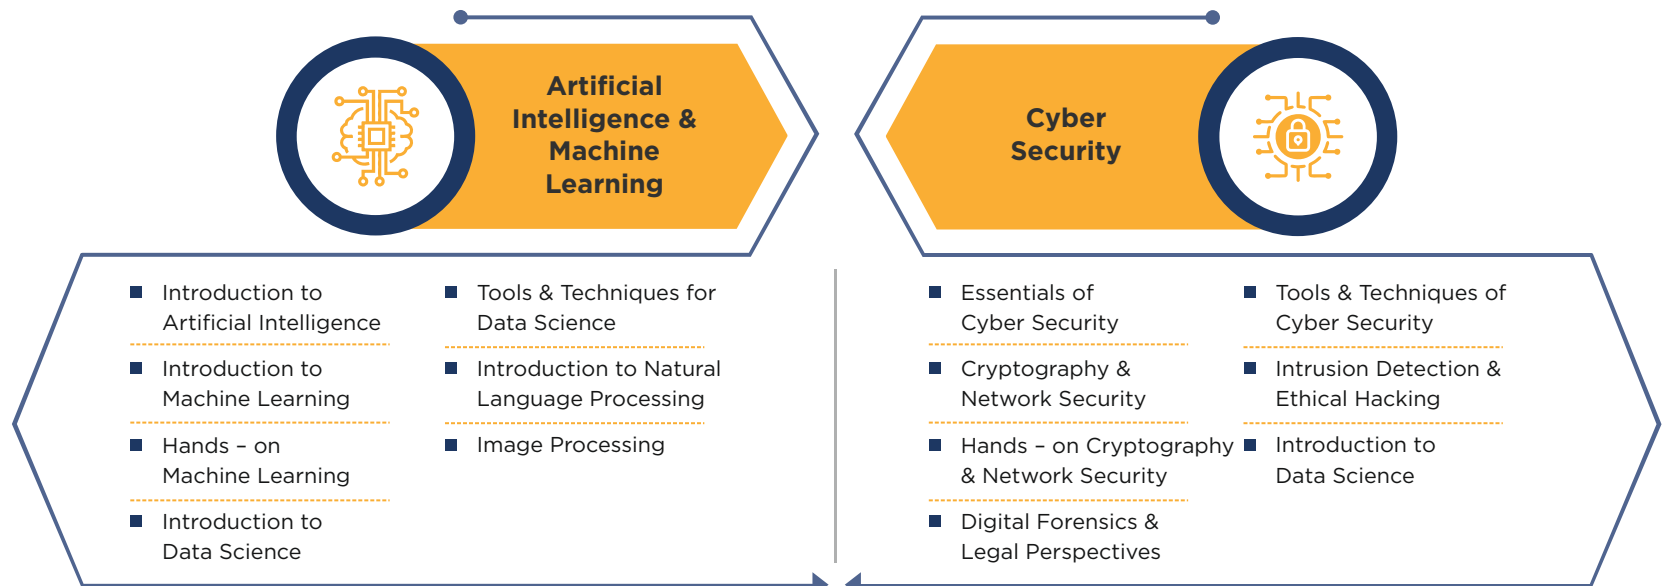 Artificial
Intelligence &
Machine
Learning
Introduction to
Artificial Intelligence
Introduction to
Machine Learning
Hands – on
Machine Learning
Introduction to
Data Science
Tools & Techniques for
Data Science
Introduction to Natural
Language Processing
Image Processing
Cyber
Security
Essentials of
Cyber Security
Cryptography &
Network Security
Hands – on Cryptography
& Network Security
Digital Forensics &
Legal Perspectives
Tools & Techniques of
Cyber Security
Intrusion Detection &
Ethical Hacking
Introduction to
Data Science